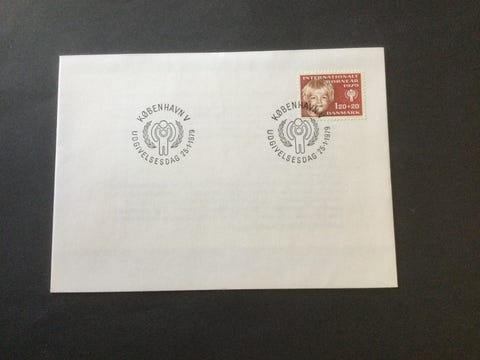 KØBENHAVN V
UDGIVELSESDAG 25-1-1979
INTERNATIONALT
BØRNEÅR
1979
1.20+20
DANMARK
KØBENHAVN V
UDGIVELSESDAG 25-1-1979